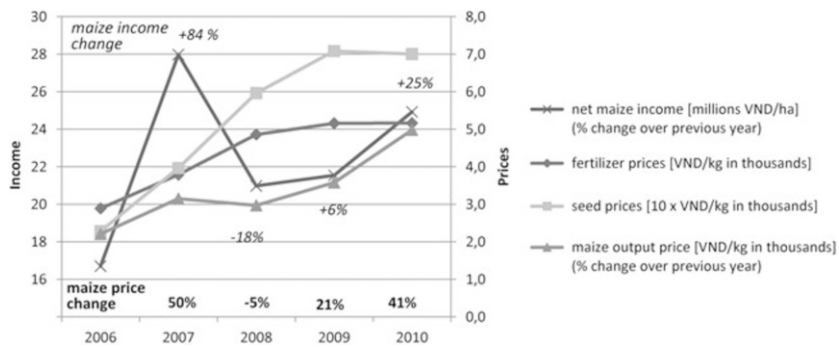 30
28
26
24
22
20
18
16
Income
maize income
change
+84 %
+25%
+6%
-18%
maize price
change
50%
-5%
21%
41%
2006
2007
2008
2009
2010
8,0
7,0
6,0
5,0
4,0
3,0
2,0
1,0
0,0
Prices
net maize income [millions VND/ha]
(% change over previous year)
fertilizer prices [VND/kg in thousands]
seed prices [10 x VND/kg in thousands]
maize output price [VND/kg in thousands]
(% change over previous year)